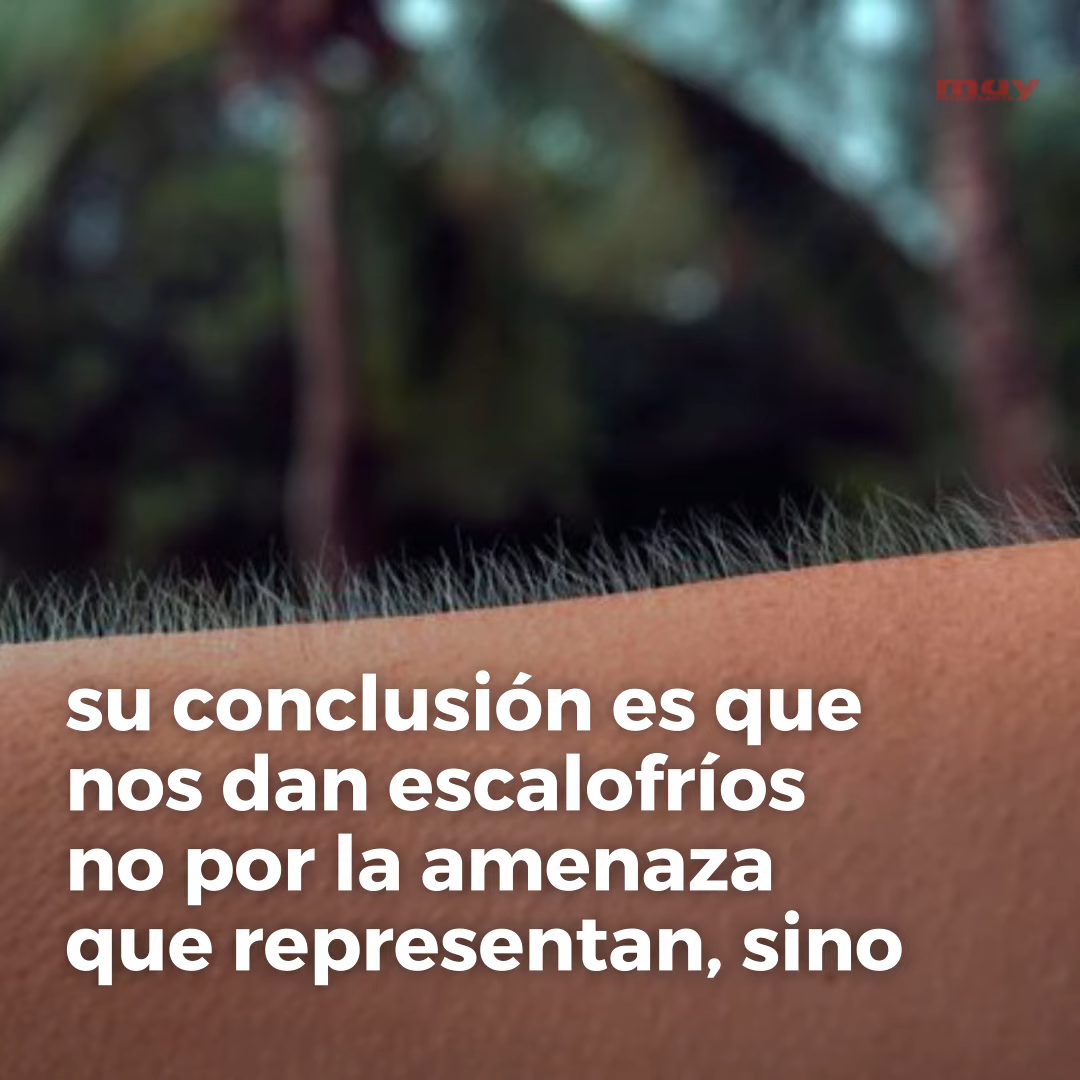 muy
su conclusión es que
nos dan escalofríos
no por la amenaza
que representan, sino